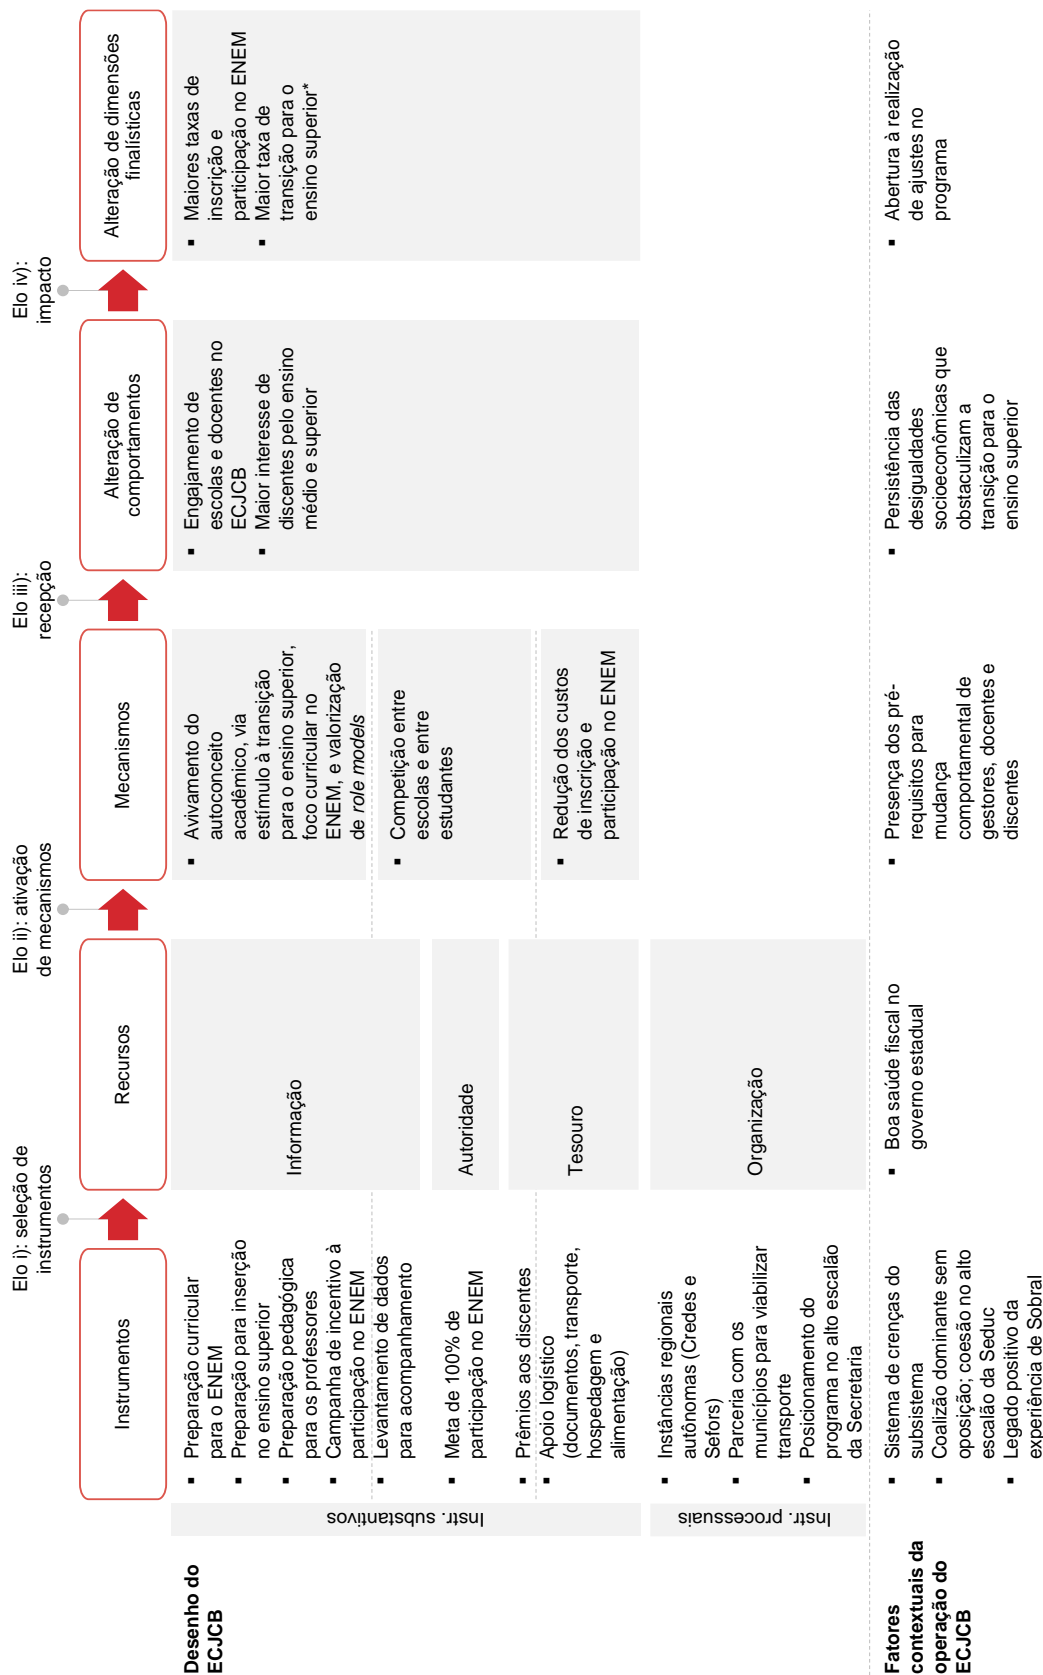 Elo i): seleção de
instrumentos
Elo ii): ativação
de mecanismos
Elo iii):
recepção
Elo iv):
impacto
Instrumentos
Recursos
Mecanismos
Alteração de
comportamentos
Alteração de dimensões
finalísticas
Desenho do
ECJCB
Instr. substantivos
▪ Preparação curricular
para o ENEM
▪ Preparação para inserção
no ensino superior
▪ Preparação pedagógica
para os professores
▪ Campanha de incentivo à
participação no ENEM
▪ Levantamento de dados
para acompanhamento
▪ Meta de 100% de
participação no ENEM
▪ Prêmios aos discentes
▪ Apoio logístico
(documentos, transporte,
hospedagem e
alimentação)
Instr. processuais
▪ Instâncias regionais
autônomas (Credes e
Sefors)
▪ Parceria com os
municípios para viabilizar
transporte
▪ Posicionamento do
programa no alto escalão
da Secretaria
Informação
Autoridade
Tesouro
Organização
▪ Avivamento do
autoconceito
acadêmico, via
estímulo à transição
para o ensino superior,
foco curricular no
ENEM, e valorização
de role models
▪ Competição entre
escolas e entre
estudantes
▪ Redução dos custos
de inscrição e
participação no ENEM
▪ Engajamento de
escolas e docentes no
ECJCB
▪ Maior interesse de
discentes pelo ensino
médio e superior
▪ Maiores taxas de
inscrição e
participação no ENEM
▪ Maior taxa de
transição para o
ensino superior*
Fatores
contextuais da
operação do
ECJCB
▪ Sistema de crenças do
subsistema
▪ Coalizão dominante sem
oposição; coesão no alto
escalão da Seduc
▪ Legado positivo da
experiência de Sobral
▪ Boa saúde fiscal no
governo estadual
▪ Presença dos pré-
requisitos para
mudança
comportamental de
gestores, docentes e
discentes
▪ Persistência das
desigualdades
socioeconômicas que
obstaculizam a
transição para o
ensino superior
▪ Abertura à realização
de ajustes no
programa